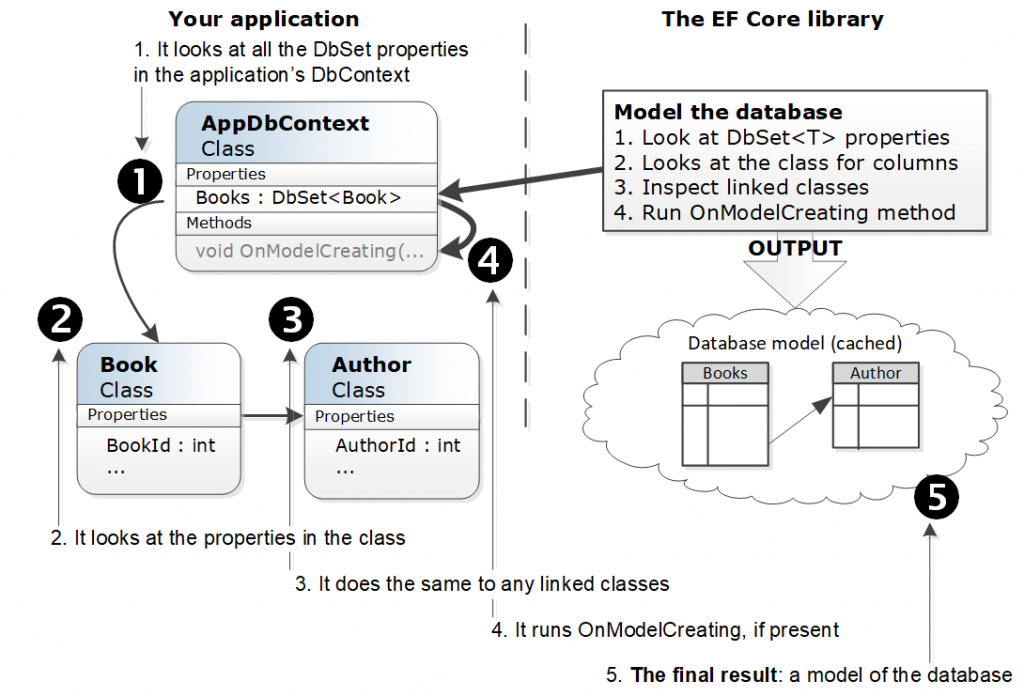 Your application
The EF Core library
1. It looks at all the DbSet properties
in the application's DbContext
AppDbContext
Class
Properties
Books : DbSet<Book>
Methods
void OnModelCreating(...
1
4
Model the database
1. Look at DbSet<T> properties
2. Looks at the class for columns
3. Inspect linked classes
4. Run OnModelCreating method
OUTPUT
2
Book
Class
Properties
BookId : int
...
3
Author
Class
Properties
AuthorId : int
...
Database model (cached)
Books
Author
5
2. It looks at the properties in the class
3. It does the same to any linked classes
4. It runs OnModelCreating, if present
5. The final result: a model of the database